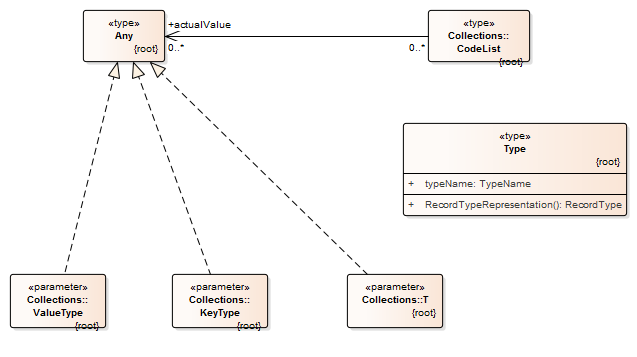 «type»
Any
{root}
+actualValue
0..*
0..*
«type»
Collections::
CodeList
{root}
«type»
Type
{root}
+ typeName: TypeName
+ RecordTypeRepresentation(): RecordType
«parameter»
Collections::
ValueType
{root}
«parameter»
Collections::
KeyType
{root}
«parameter»
Collections::T
{root}